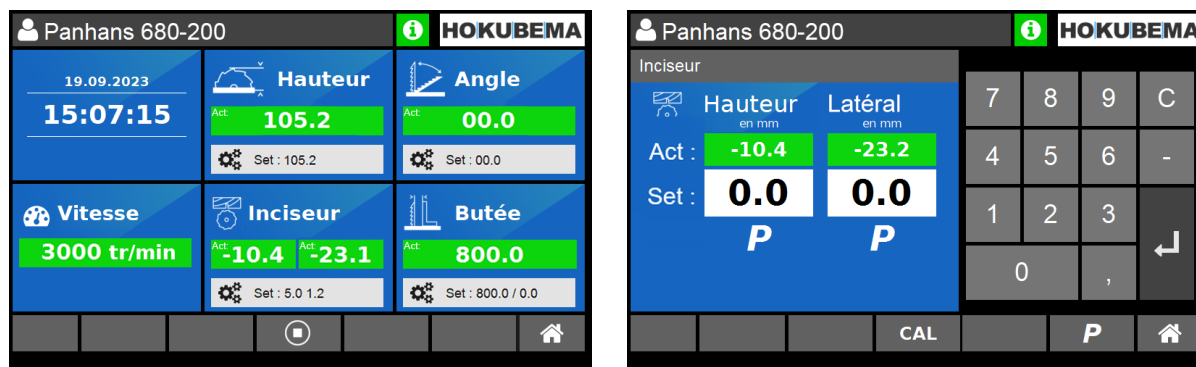 Panhans 680-200
i
HOKUBEMA
19.09.2023
15:07:15
Hauteur
Act:
105.2
Set : 105.2
Angle
Act:
00.0
Set : 00.0
Vitesse
3000 tr/min
Inciseur
Act:
-10.4
Act:
-23.1
Set : 5.0 1.2
Butée
Act:
800.0
Set : 800.0 / 0.0
Panhans 680-200
i
HOKUBEMA
Inciseur
Hauteur Latéral
en mm en mm
Act : -10.4 -23.2
Set : 0.0 0.0
P P
7 8 9 C
4 5 6 -
1 2 3
0 ,
CAL P